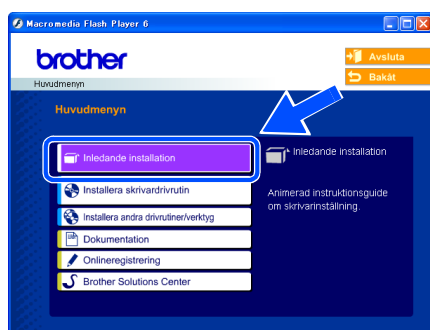 Macromedia Flash Player 6
brother
Avsluta
Bakåt
Huvudmenyn
Huvudmenyn
Inledande installation
Inledande installation
Installera skrivardrivrutin
Animerad instruktionsguide
om skrivarinställning.
Installera andra drivrutiner/verktyg
Dokumentation
Onlineregistrering
Brother Solutions Center